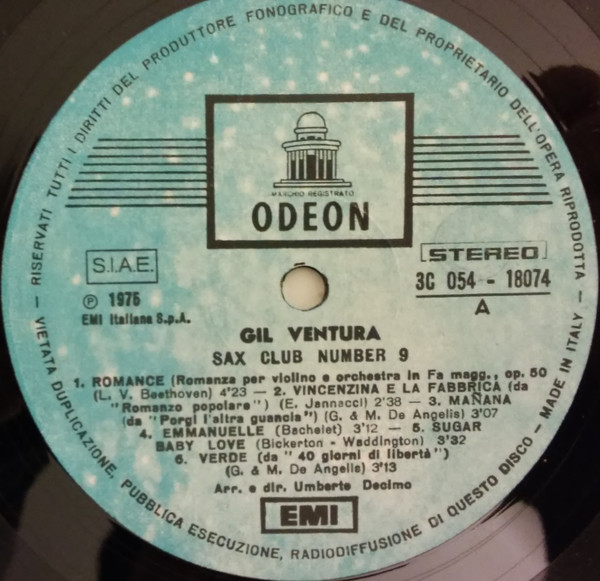 RISERVATI TUTTI I DIRITTI DEL PRODUTTORE FONOGRAFICO E DEL PROPRIETARIO DELL'OPERA RIPRODOTTA
MARCHIO REGISTRATO
ODEON
S.I.A.E.
STEREO
℗ 1975
3C 054 - 18074
EMI Italiana S.p.A.
A
GIL VENTURA
SAX CLUB NUMBER 9
1. ROMANCE (Romanza per violino e orchestra in Fa magg., op. 50
(L. V. Beethoven) 4'23 — 2. VINCENZINA E LA FABBRICA (da
"Romanzo popolare") (E. Jannacci) 2'38 — 3. MAÑANA
(da "Porgi l'altra guancia") (G. & M. De Angelis) 3'07
4. EMMANUELLE (Bachelet) 3'12 — 5. SUGAR
BABY LOVE (Bickerton - Waddington) 3'32
6. VERDE (da "40 giorni di libertà")
(G. & M. De Angelis) 3'13
Arr. e dir. Umberto Decimo
EMI
— VIETATA DUPLICAZIONE, PUBBLICA ESECUZIONE, RADIODIFFUSIONE DI QUESTO DISCO — MADE IN ITALY —